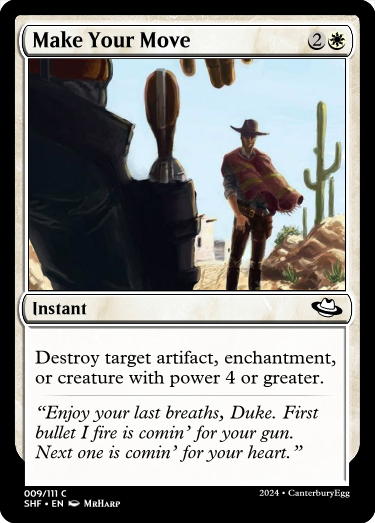 Make Your Move 2
Instant
Destroy target artifact, enchantment,
or creature with power 4 or greater.
“Enjoy your last breaths, Duke. First
bullet I fire is comin’ for your gun.
Next one is comin’ for your heart.”
009/111 C
SHF • EN MrHarp
2024 • CanterburyEgg